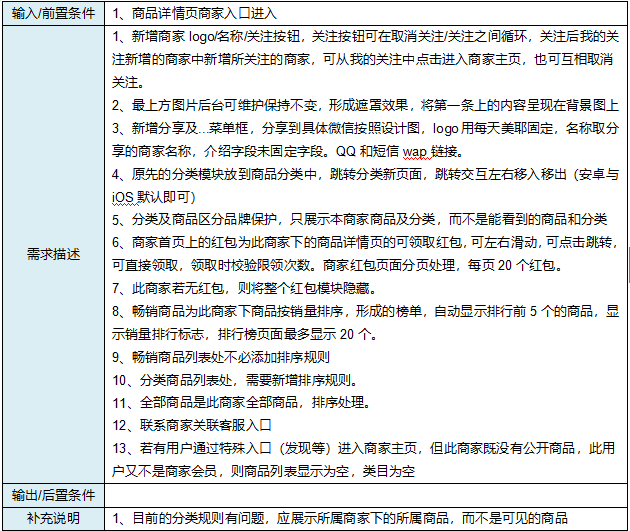 输入/前置条件
1、商品详情页商家入口进入
需求描述
1、新增商家 logo/名称/关注按钮，关注按钮可在取消关注/关注之间循环，关注后我的关
注新增的商家中新增所关注的商家，可从我的关注中点击进入商家主页，也可互相取消
关注。
2、最上方图片后台可维护保持不变，形成遮罩效果，将第一条上的内容呈现在背景图上
3、新增分享及...菜单框，分享到具体微信按照设计图，logo 用每天美耶固定，名称取分
享的商家名称，介绍字段未固定字段。QQ 和短信 wap 链接。
4、原先的分类模块放到商品分类中，跳转分类新页面，跳转交互左右移入移出（安卓与
iOS 默认即可）
5、分类及商品区分品牌保护，只展示本商家商品及分类，而不是能看到的商品和分类
6、商家首页上的红包为此商家下的商品详情页的可领取红包，可左右滑动，可点击跳转，
可直接领取，领取时校验限领次数。商家红包页面分页处理，每页 20 个红包。
7、此商家若无红包，则将整个红包模块隐藏。
8、畅销商品为此商家下商品按销量排序，形成的榜单，自动显示排行前 5 个的商品，显
示销量排行标志，排行榜页面最多显示 20 个。
9、畅销商品列表处不必添加排序规则
10、分类商品列表处，需要新增排序规则。
11、全部商品是此商家全部商品，排序处理。
12、联系商家关联客服入口
13、若有用户通过特殊入口（发现等）进入商家主页，但此商家既没有公开商品，此用
户又不是商家会员，则商品列表显示为空，类目为空
输出/后置条件
补充说明
1、目前的分类规则有问题，应展示所属商家下的所属商品，而不是可见的商品